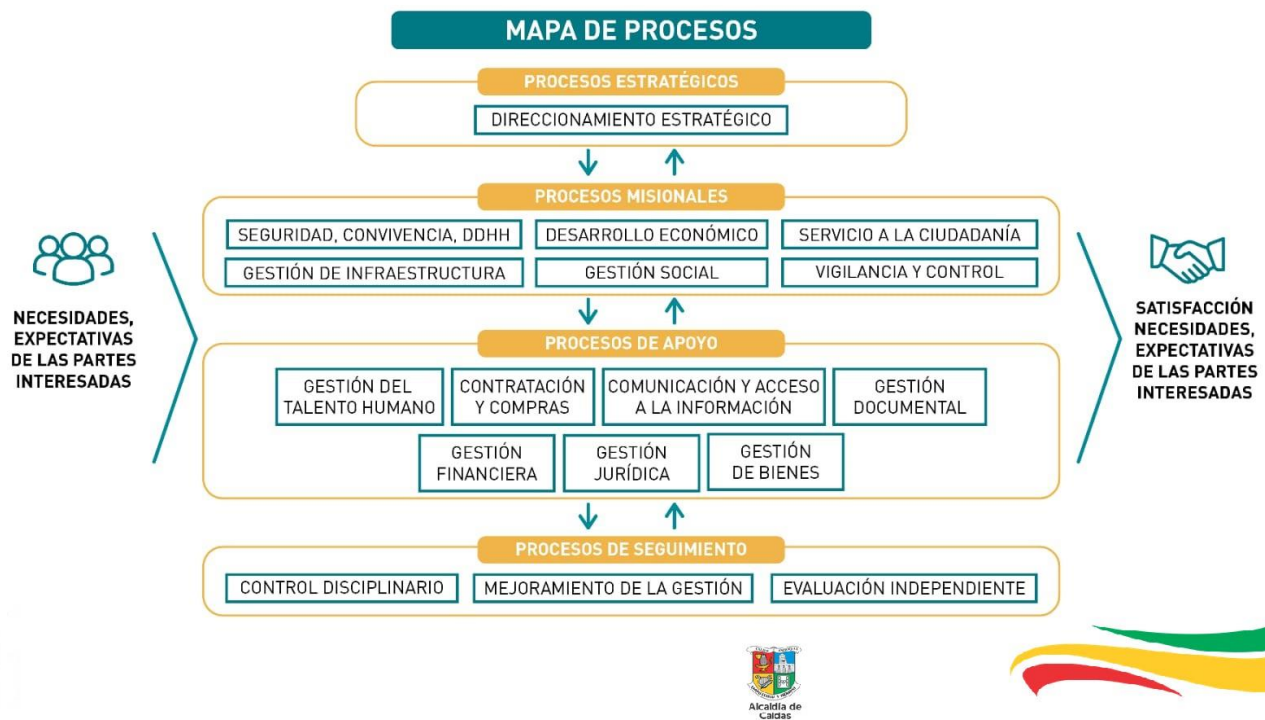 MAPA DE PROCESOS
PROCESOS ESTRATÉGICOS
DIRECCIONAMIENTO ESTRATÉGICO
PROCESOS MISIONALES
SEGURIDAD, CONVIVENCIA, DDHH
DESARROLLO ECONÓMICO
SERVICIO A LA CIUDADANÍA
GESTIÓN DE INFRAESTRUCTURA
GESTIÓN SOCIAL
VIGILANCIA Y CONTROL
NECESIDADES,
EXPECTATIVAS
DE LAS PARTES
INTERESADAS
SATISFACCIÓN
NECESIDADES,
EXPECTATIVAS
DE LAS PARTES
INTERESADAS
PROCESOS DE APOYO
GESTIÓN DEL
TALENTO HUMANO
CONTRATACIÓN
Y COMPRAS
COMUNICACIÓN Y ACCESO
A LA INFORMACIÓN
GESTIÓN
DOCUMENTAL
GESTIÓN
FINANCIERA
GESTIÓN
JURÍDICA
GESTIÓN
DE BIENES
PROCESOS DE SEGUIMIENTO
CONTROL DISCIPLINARIO
MEJORAMIENTO DE LA GESTIÓN
EVALUACIÓN INDEPENDIENTE
Alcaldía de
Caldas